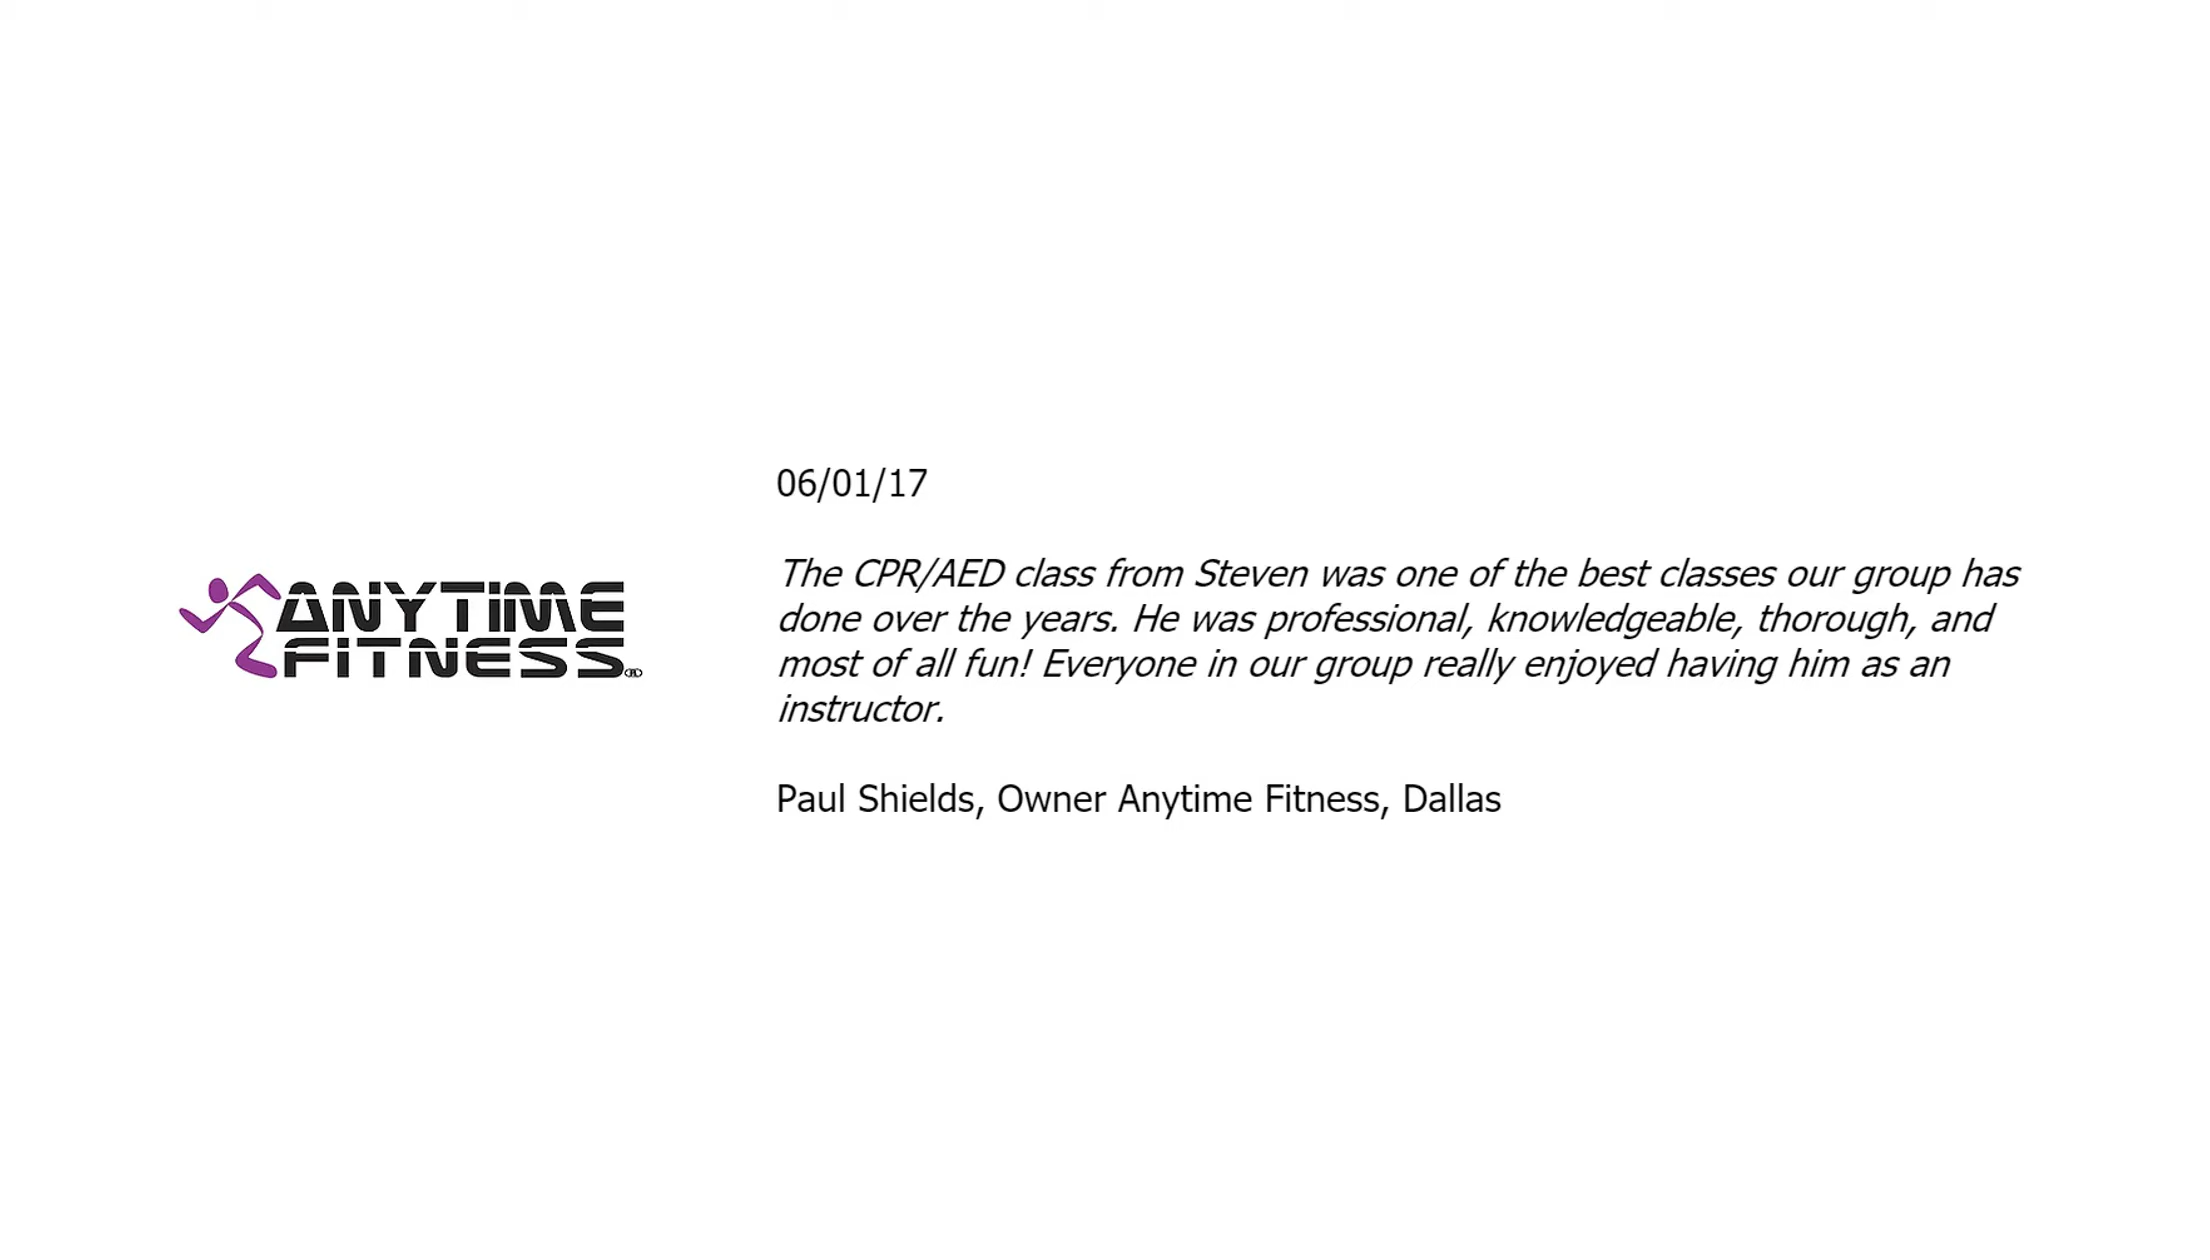 06/01/17
ANYTIME
FITNESS
The CPR/AED class from Steven was one of the best classes our group has
done over the years. He was professional, knowledgeable, thorough, and
most of all fun! Everyone in our group really enjoyed having him as an
instructor.
Paul Shields, Owner Anytime Fitness, Dallas